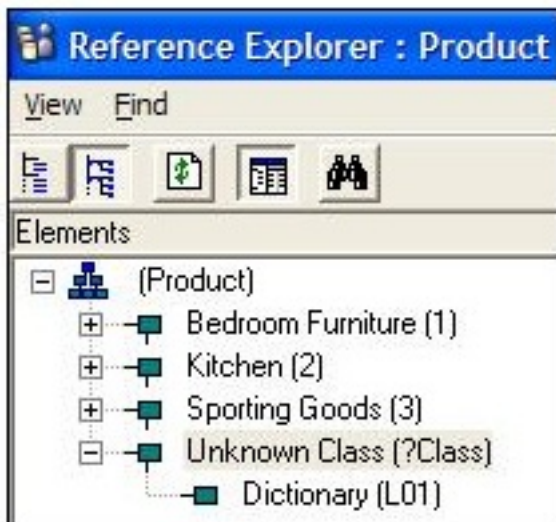 Reference Explorer : Product
View Find
Elements
(Product)
Bedroom Furniture (1)
Kitchen (2)
Sporting Goods (3)
Unknown Class (?Class)
Dictionary (L01)